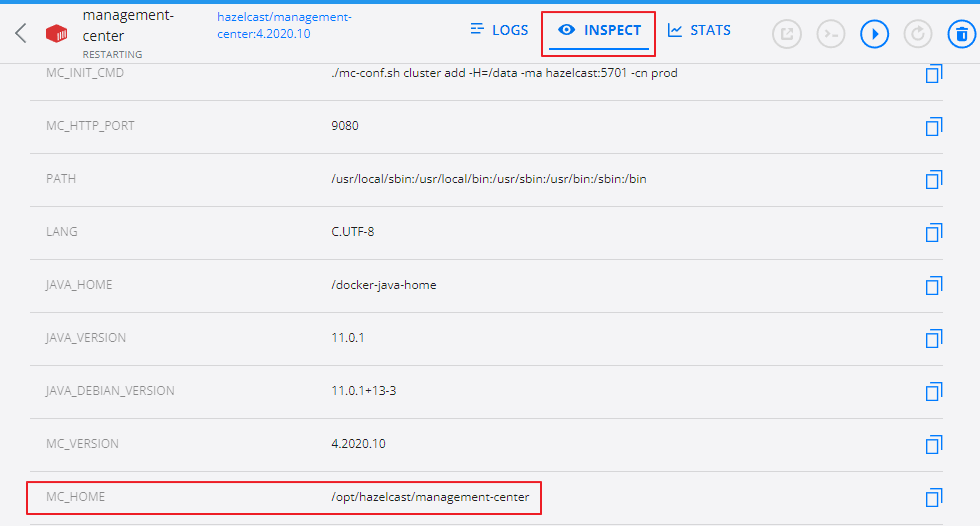 management-center
hazelcast/management-center:4.2020.10
RESTARTING
LOGS
INSPECT
STATS
MC_INIT_CMD ./mc-conf.sh cluster add -H=/data -ma hazelcast:5701 -cn prod
MC_HTTP_PORT 9080
PATH /usr/local/sbin:/usr/local/bin:/usr/sbin:/usr/bin:/sbin:/bin
LANG C.UTF-8
JAVA_HOME /docker-java-home
JAVA_VERSION 11.0.1
JAVA_DEBIAN_VERSION 11.0.1+13-3
MC_VERSION 4.2020.10
MC_HOME /opt/hazelcast/management-center